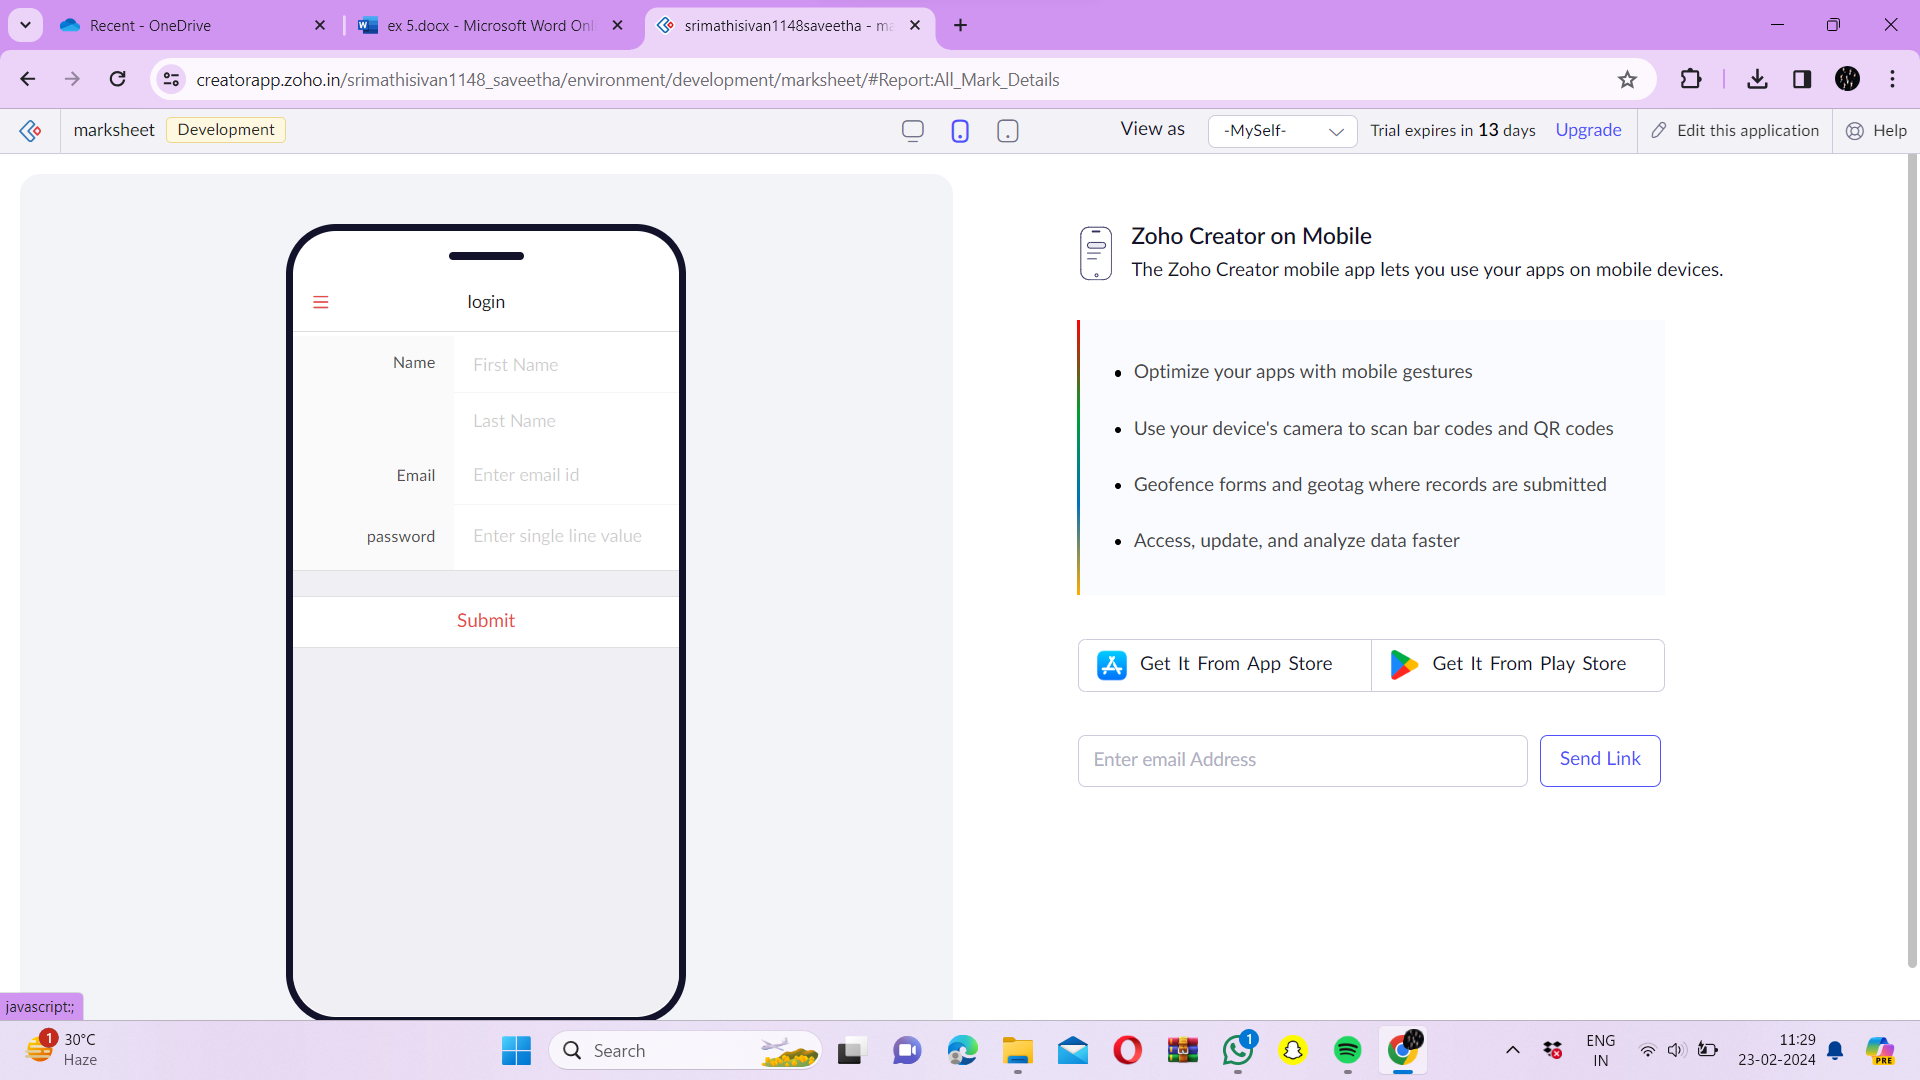 Recent - OneDrive
ex 5.docx - Microsoft Word Onl
srimathisivan1148saveetha - ma
creatorapp.zoho.in/srimathisivan1148_saveetha/environment/development/marksheet/#Report:All_Mark_Details
marksheet Development
View as -MySelf- Trial expires in 13 days Upgrade Edit this application Help
login
Name First Name
Last Name
Email Enter email id
password Enter single line value
Submit
Zoho Creator on Mobile
The Zoho Creator mobile app lets you use your apps on mobile devices.
• Optimize your apps with mobile gestures
• Use your device's camera to scan bar codes and QR codes
• Geofence forms and geotag where records are submitted
• Access, update, and analyze data faster
Get It From App Store
Get It From Play Store
Enter email Address
Send Link
javascript:;
1
30°C
Haze
Search
1
ENG
IN
11:29
23-02-2024
PRE